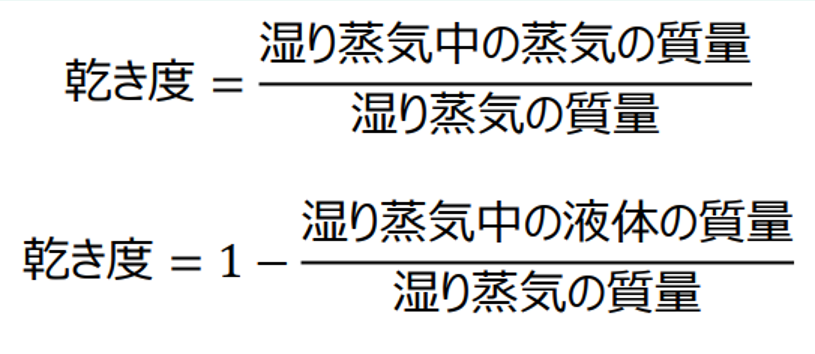 乾き度 = 湿り蒸気中の蒸気の質量
湿り蒸気の質量
乾き度 = 1 − 湿り蒸気中の液体の質量
湿り蒸気の質量